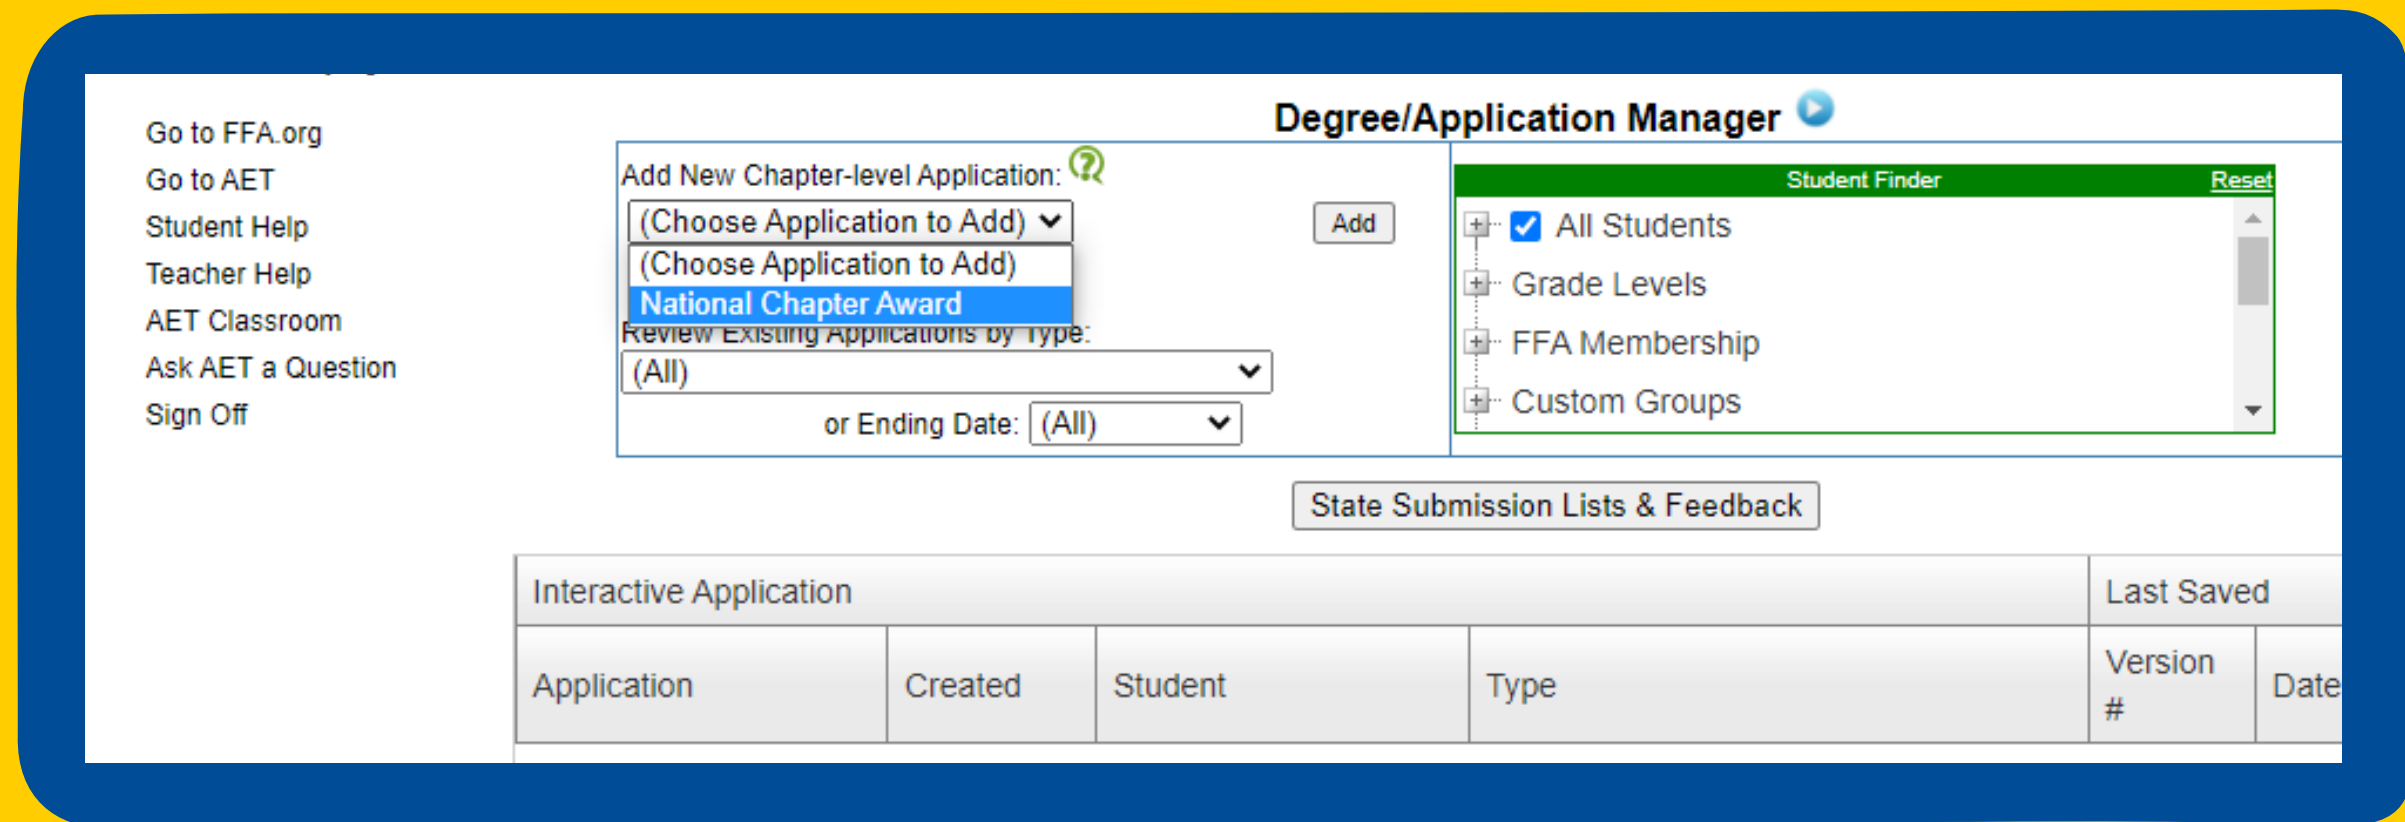 Go to FFA.org
Go to AET
Student Help
Teacher Help
AET Classroom
Ask AET a Question
Sign Off
Degree/Application Manager
Add New Chapter-level Application:
(Choose Application to Add)
Add
(Choose Application to Add)
National Chapter Award
Review Existing Applications by Type:
(All)
or Ending Date: (All)
Student Finder Reset
All Students
Grade Levels
FFA Membership
Custom Groups
State Submission Lists & Feedback
Interactive Application Last Saved
Application Created Student Type Version # Date